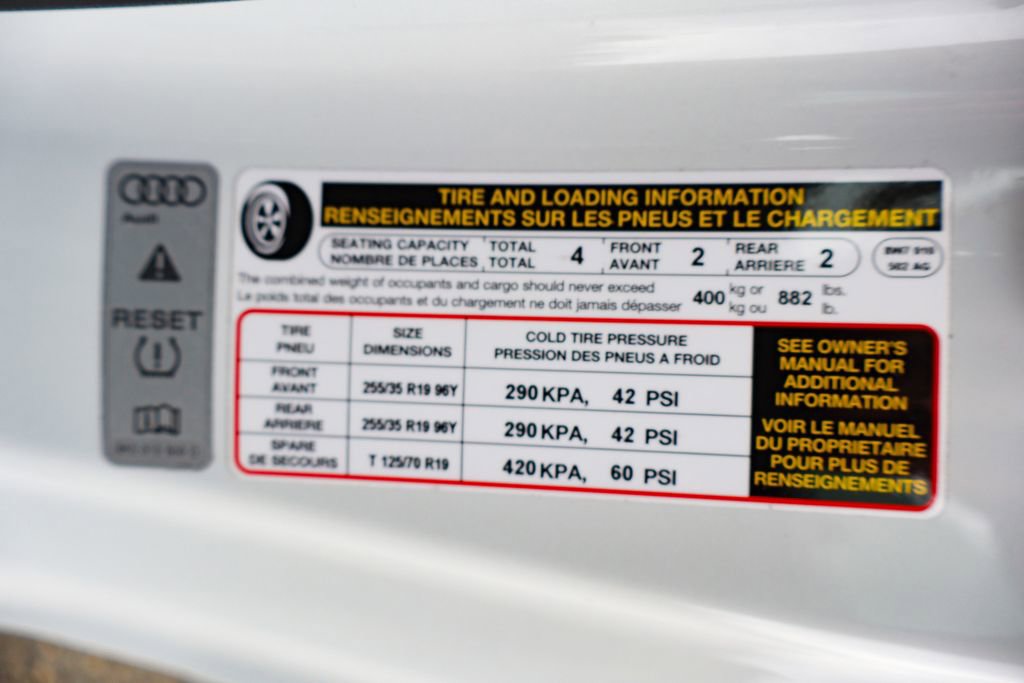 Audi
RESET
TIRE AND LOADING INFORMATION
RENSEIGNEMENTS SUR LES PNEUS ET LE CHARGEMENT
SEATING CAPACITY TOTAL 4 FRONT 2 REAR 2
NOMBRE DE PLACES TOTAL AVANT ARRIERE
The combined weight of occupants and cargo should never exceed 400 kg or 882 lbs.
Le poids total des occupants et du chargement ne doit jamais dépasser kg ou lb.
TIRE SIZE COLD TIRE PRESSURE
PNEU DIMENSIONS PRESSION DES PNEUS A FROID
FRONT
AVANT 255/35 R19 96Y 290 KPA, 42 PSI
REAR
ARRIERE 255/35 R19 96Y 290 KPA, 42 PSI
SPARE
DE SECOURS T 125/70 R19 420 KPA, 60 PSI
SEE OWNER'S
MANUAL FOR
ADDITIONAL
INFORMATION
VOIR LE MANUEL
DU PROPRIETAIRE
POUR PLUS DE
RENSEIGNEMENTS